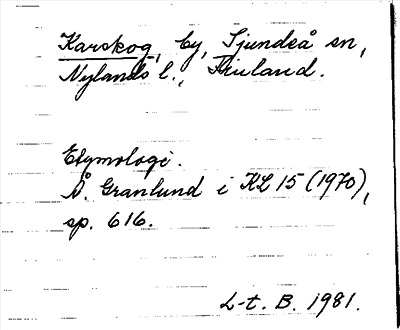 Karskog, by, Sjundeå sn,
Nylands l., Finland.
Etymologi.
Å. Granlund i KL 15 (1970),
sp. 616.
L-t. B. 1981.